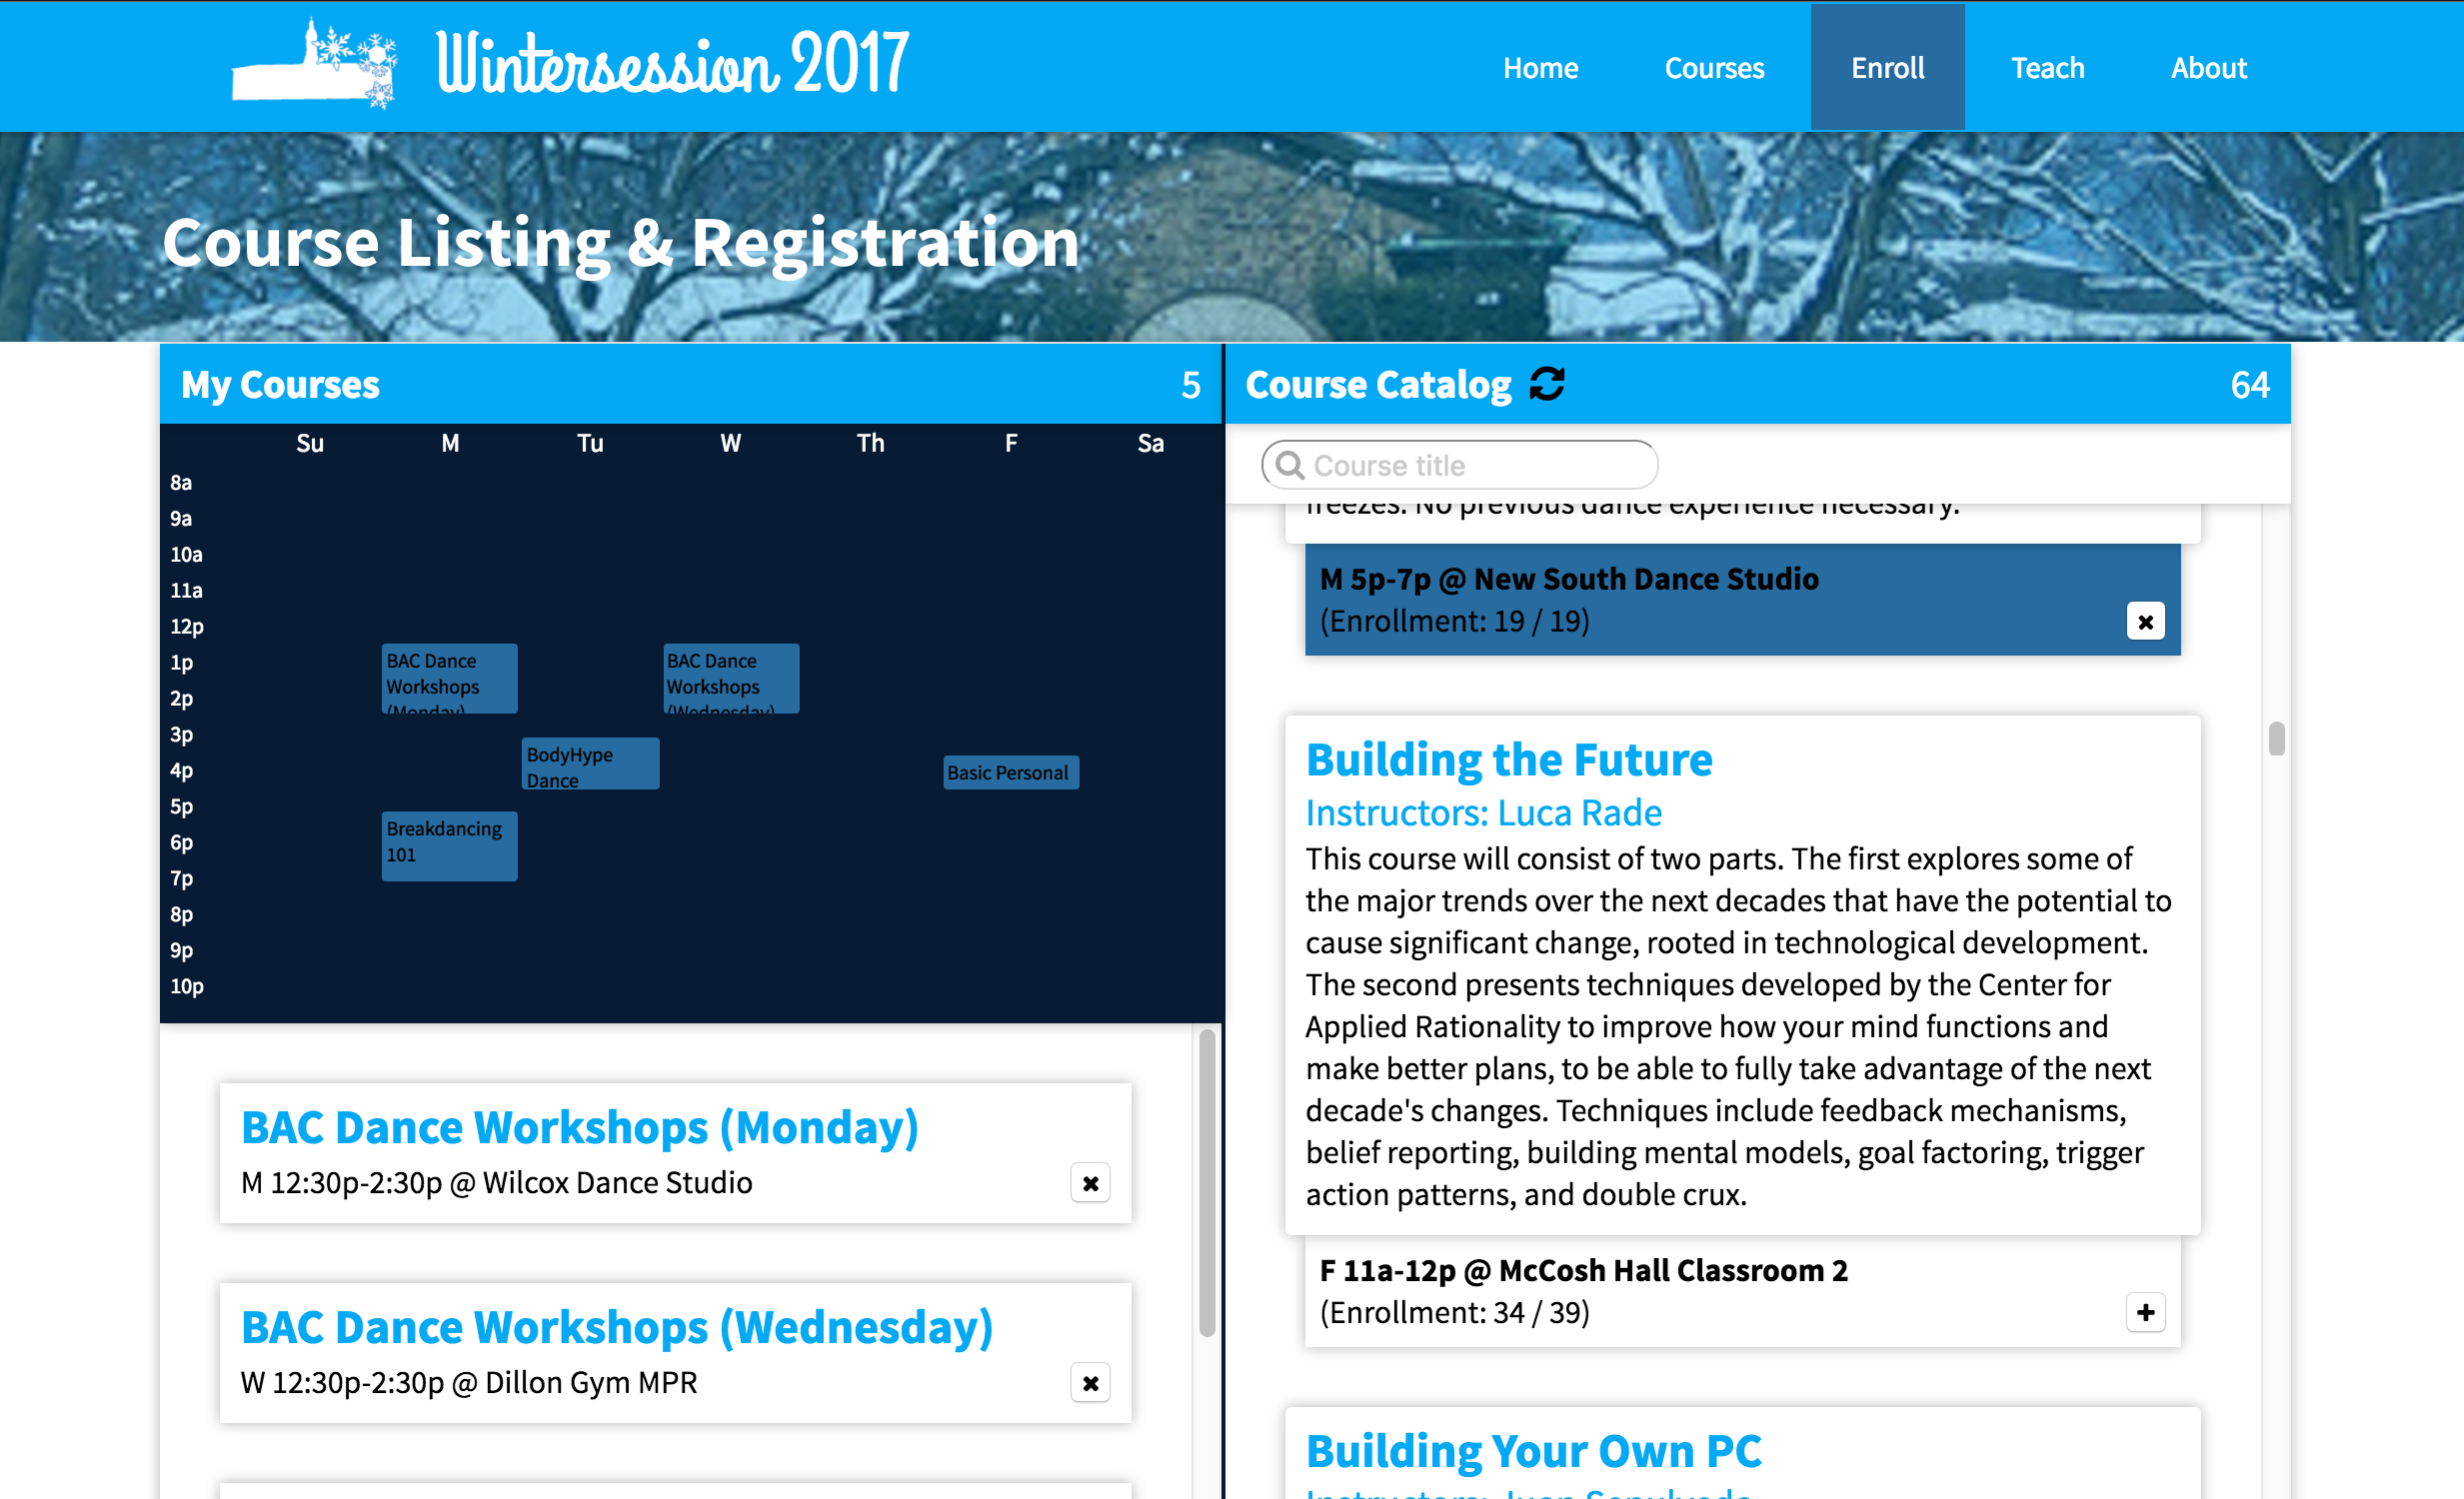 Wintersession 2017
Home
Courses
Enroll
Teach
About
Course Listing & Registration
My Courses
5
Su
M
Tu
W
Th
F
Sa
8a
9a
10a
11a
12p
1p
2p
3p
4p
5p
6p
7p
8p
9p
10p
BAC Dance
Workshops
(Monday)
BAC Dance
Workshops
(Wednesday)
BodyHype
Dance
Basic Personal
Breakdancing
101
BAC Dance Workshops (Monday)
M 12:30p-2:30p @ Wilcox Dance Studio
BAC Dance Workshops (Wednesday)
W 12:30p-2:30p @ Dillon Gym MPR
Course Catalog
64
Course title
freezes. No previous dance experience necessary.
M 5p-7p @ New South Dance Studio
(Enrollment: 19 / 19)
Building the Future
Instructors: Luca Rade
This course will consist of two parts. The first explores some of
the major trends over the next decades that have the potential to
cause significant change, rooted in technological development.
The second presents techniques developed by the Center for
Applied Rationality to improve how your mind functions and
make better plans, to be able to fully take advantage of the next
decade's changes. Techniques include feedback mechanisms,
belief reporting, building mental models, goal factoring, trigger
action patterns, and double crux.
F 11a-12p @ McCosh Hall Classroom 2
(Enrollment: 34 / 39)
Building Your Own PC
Instructors: Juan Sepulveda